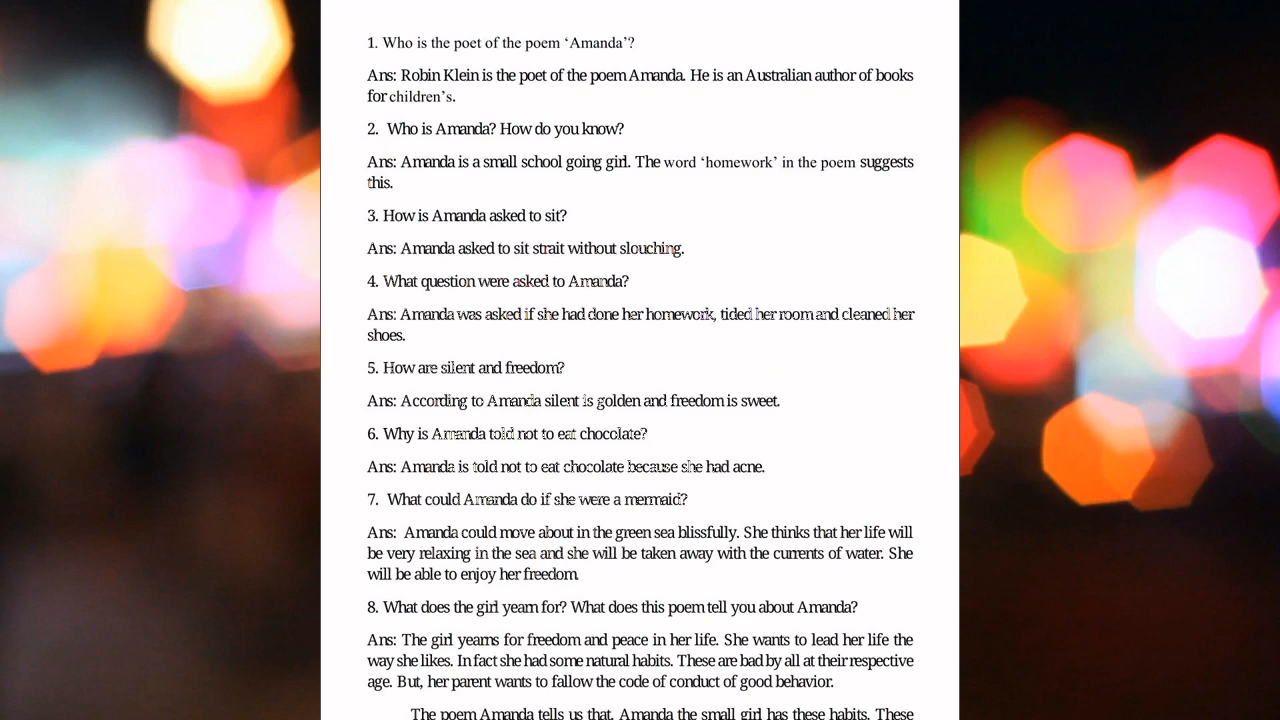 1. Who is the poet of the poem ‘Amanda’?
Ans: Robin Klein is the poet of the poem Amanda. He is an Australian author of books
for children’s.
2. Who is Amanda? How do you know?
Ans: Amanda is a small school going girl. The word ‘homework’ in the poem suggests
this.
3. How is Amanda asked to sit?
Ans: Amanda asked to sit strait without slouching.
4. What question were asked to Amanda?
Ans: Amanda was asked if she had done her homework, tided her room and cleaned her
shoes.
5. How are silent and freedom?
Ans: According to Amanda silent is golden and freedom is sweet.
6. Why is Amanda told not to eat chocolate?
Ans: Amanda is told not to eat chocolate because she had acne.
7. What could Amanda do if she were a mermaid?
Ans: Amanda could move about in the green sea blissfully. She thinks that her life will
be very relaxing in the sea and she will be taken away with the currents of water. She
will be able to enjoy her freedom.
8. What does the girl yearn for? What does this poem tell you about Amanda?
Ans: The girl yearns for freedom and peace in her life. She wants to lead her life the
way she likes. In fact she had some natural habits. These are bad by all at their respective
age. But, her parent wants to fallow the code of conduct of good behavior.
The poem Amanda tells us that, Amanda the small girl has these habits. These